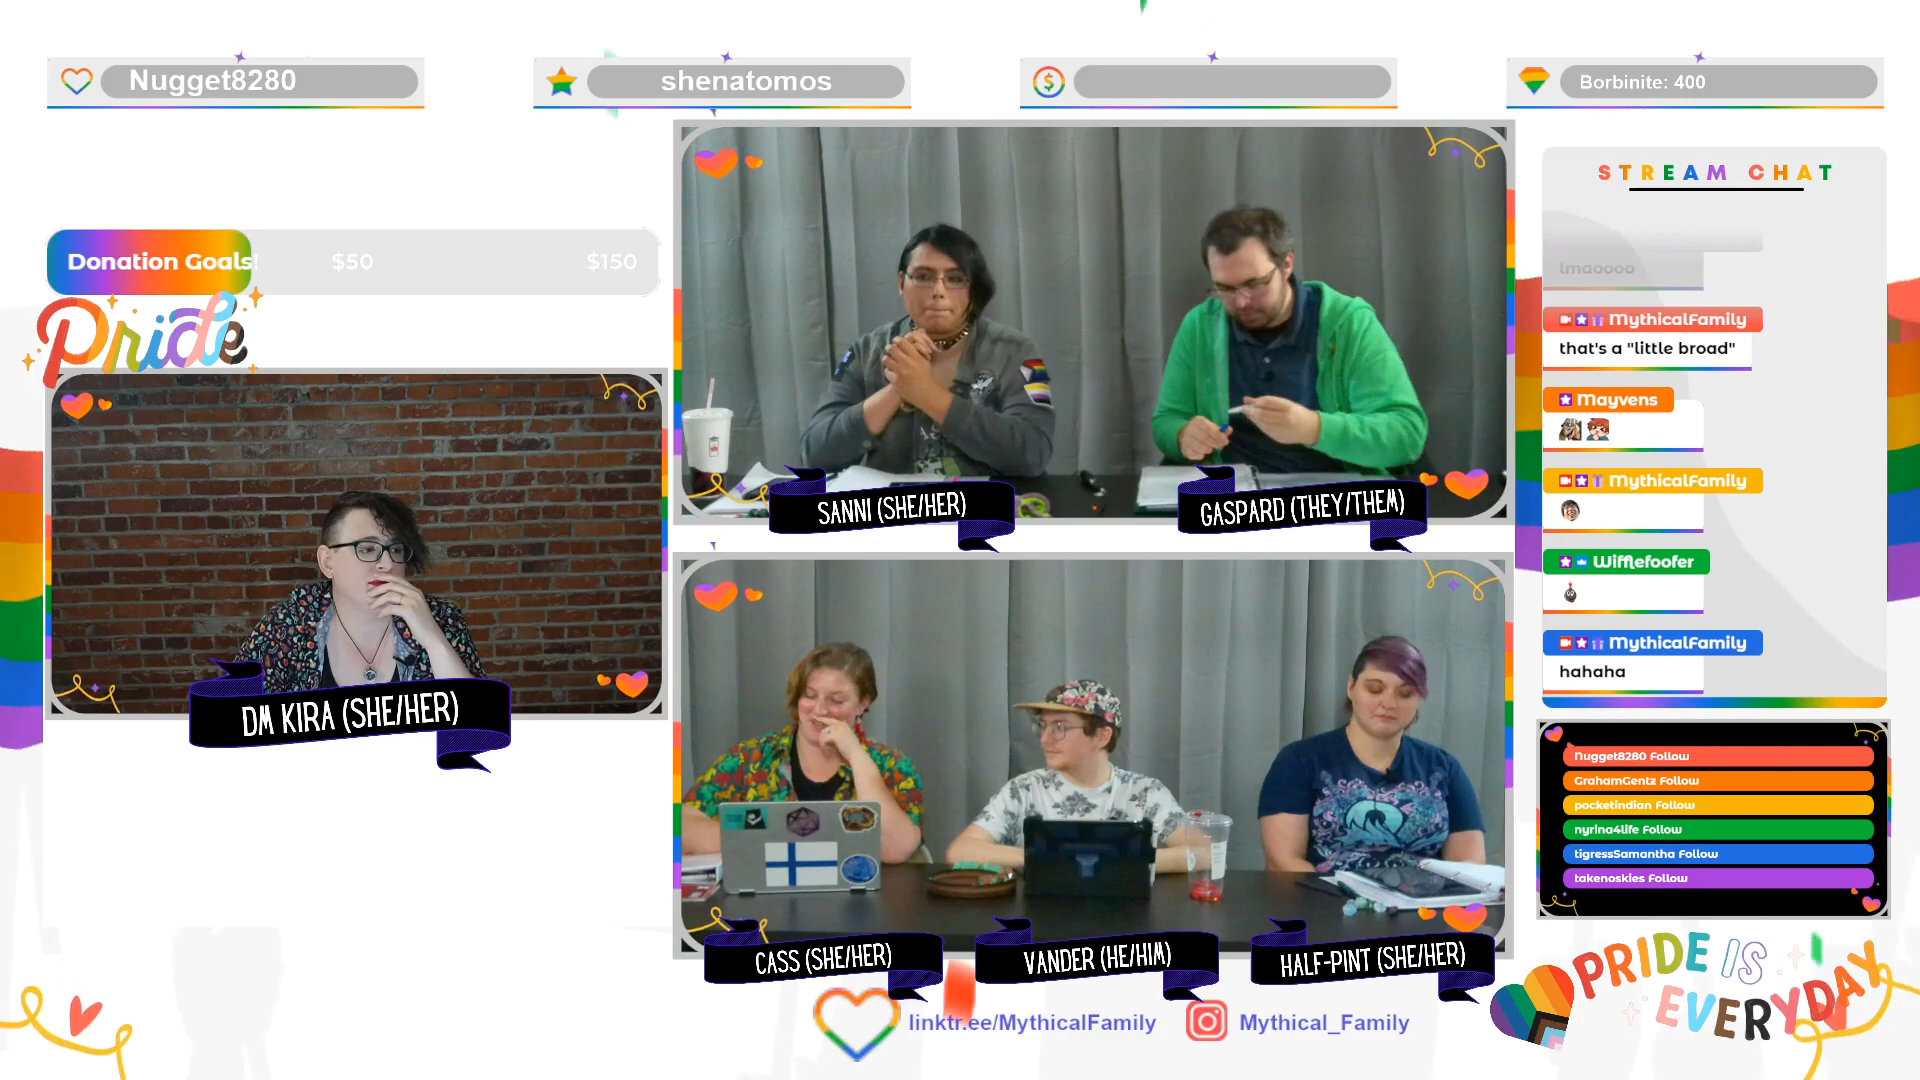 Nugget8280
shenatomos
Borbinite: 400
Donation Goals!
$50
$150
Pride
DM KIRA (SHE/HER)
SANNI (SHE/HER)
GASPARD (THEY/THEM)
CASS (SHE/HER)
VANDER (HE/HIM)
HALF-PINT (SHE/HER)
linktr.ee/MythicalFamily
Mythical_Family
STREAM CHAT
lmaoooo
MythicalFamily
that's a "little broad"
Mayvens
MythicalFamily
Wifflefoofer
MythicalFamily
hahaha
Nugget8280 Follow
GrahamGentz Follow
pocketindian Follow
nyrina4life Follow
tigressSamantha Follow
takenoskies Follow
PRIDE IS
EVERYDAY